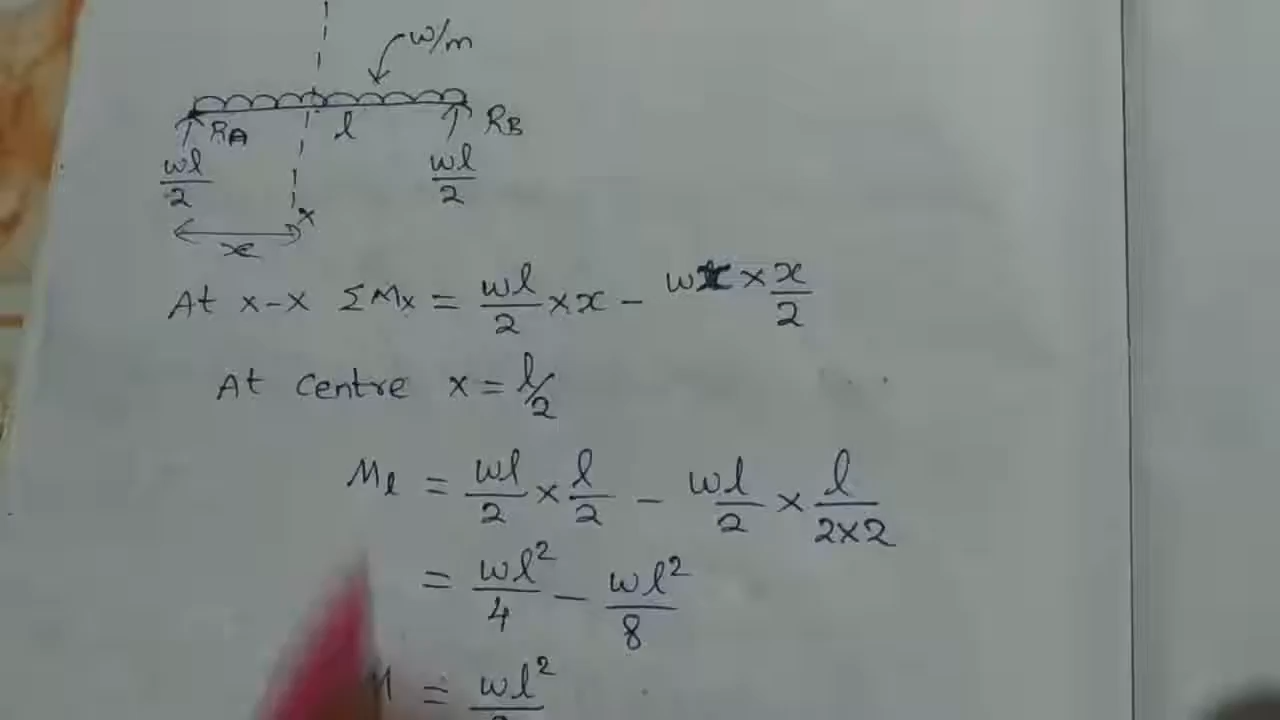 w/m
RA l RB
wl/2 wl/2
x
x
At x-x ΣMx = wl/2 × x - wx × x/2
At centre x = l/2
Ml = wl/2 × l/2 - wl/2 × l/2×2
= wl²/4 - wl²/8
= wl²